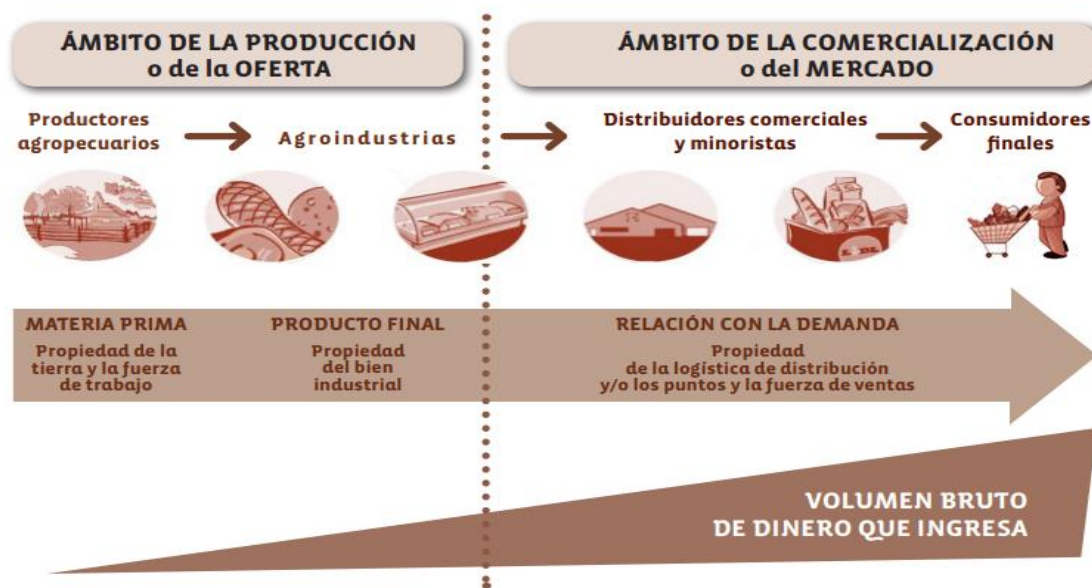 ÁMBITO DE LA PRODUCCIÓN
o de la OFERTA
ÁMBITO DE LA COMERCIALIZACIÓN
o del MERCADO
Productores
agropecuarios
Agroindustrias
Distribuidores comerciales
y minoristas
Consumidores
finales
MATERIA PRIMA
Propiedad de la
tierra y la fuerza
de trabajo
PRODUCTO FINAL
Propiedad
del bien
industrial
RELACIÓN CON LA DEMANDA
Propiedad
de la logística de distribución
y/o los puntos y la fuerza de ventas
VOLUMEN BRUTO
DE DINERO QUE INGRESA